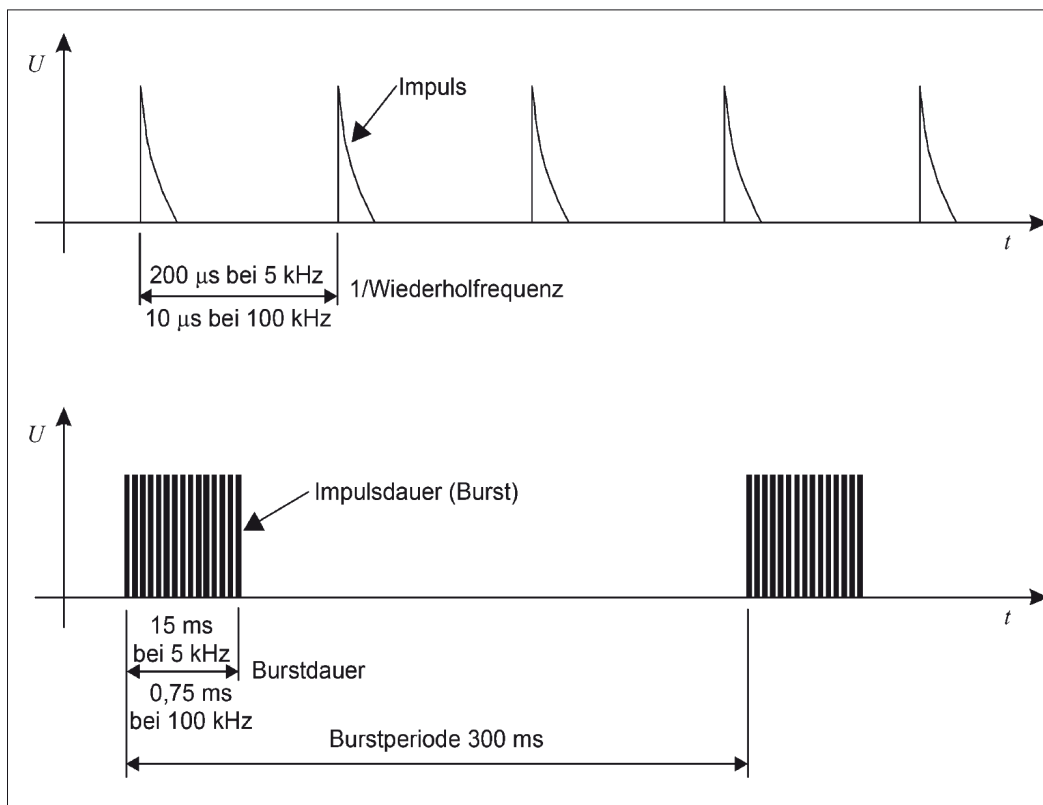 U
Impuls
t
200 µs bei 5 kHz
1/Wiederholfrequenz
10 µs bei 100 kHz
U
Impulsdauer (Burst)
t
15 ms
bei 5 kHz
Burstdauer
0,75 ms
bei 100 kHz
Burstperiode 300 ms